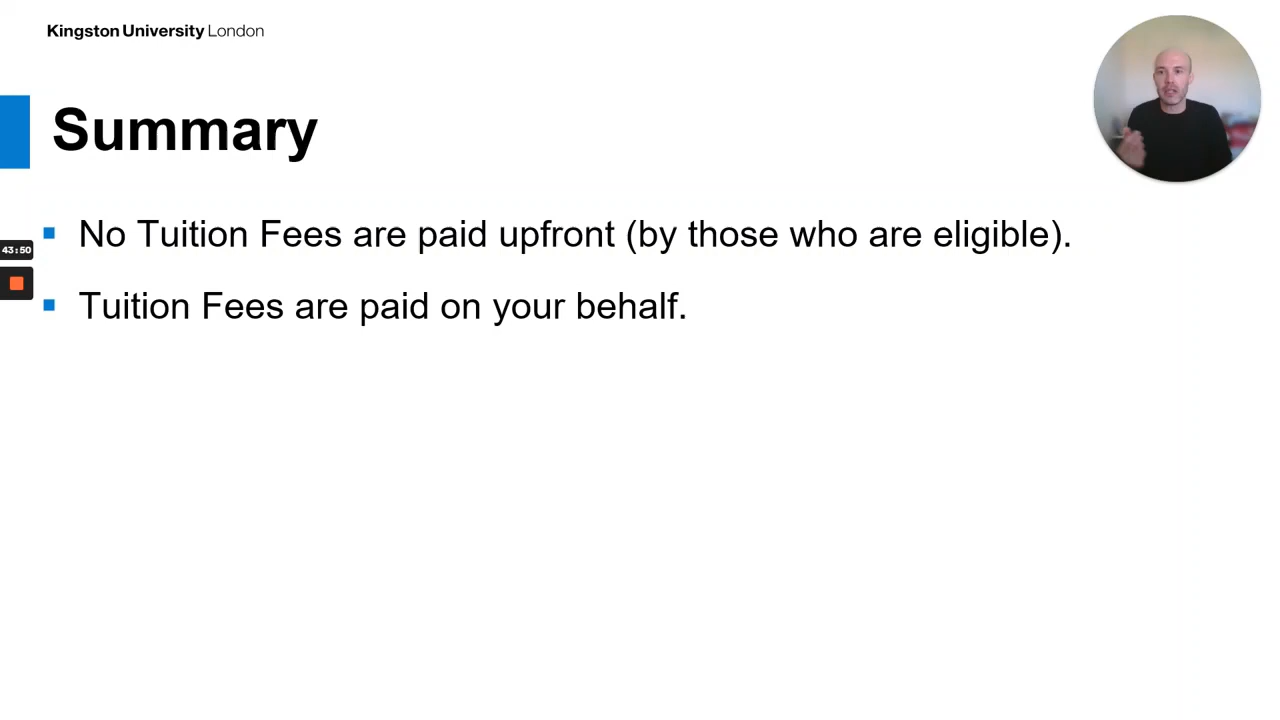 Kingston University London
Summary
No Tuition Fees are paid upfront (by those who are eligible).
43:50
Tuition Fees are paid on your behalf.